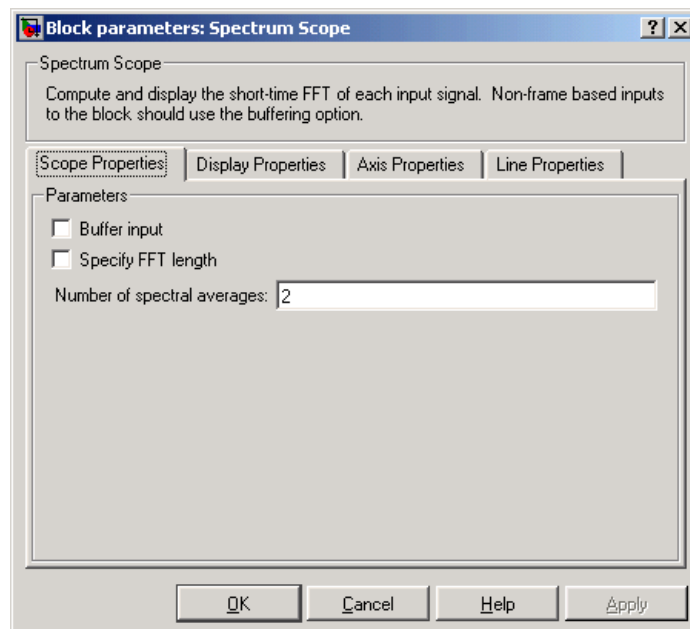 Block parameters: Spectrum Scope
Spectrum Scope
Compute and display the short-time FFT of each input signal. Non-frame based inputs
to the block should use the buffering option.
Scope Properties Display Properties Axis Properties Line Properties
Parameters
Buffer input
Specify FFT length
Number of spectral averages: 2
OK Cancel Help Apply